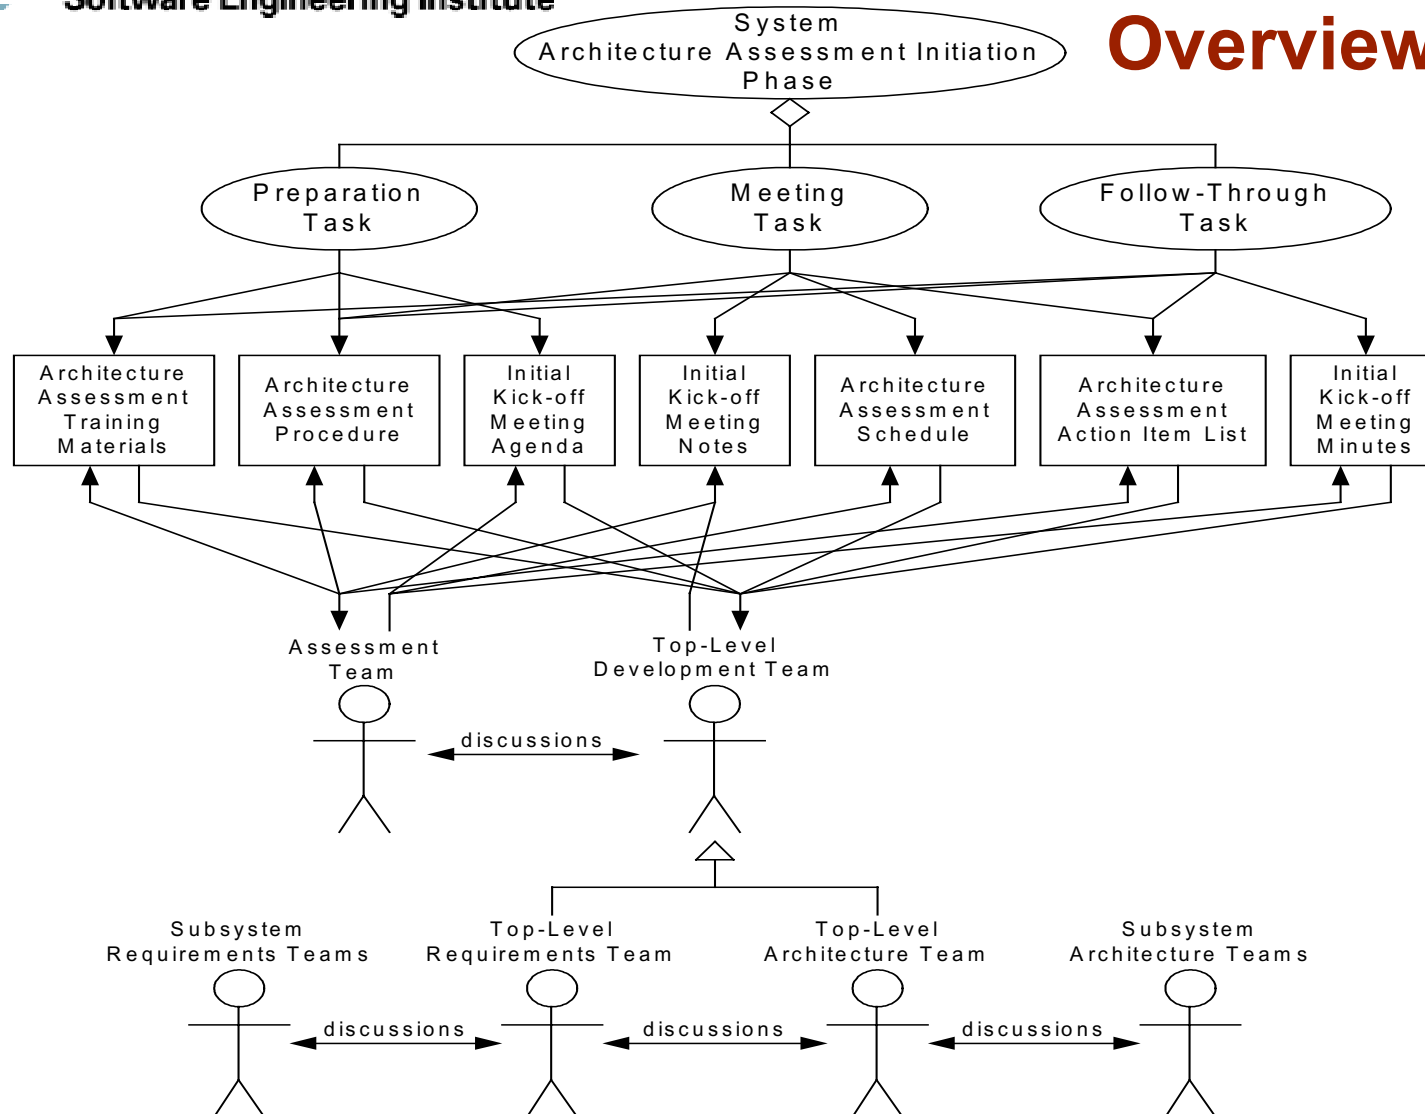 Software Engineering Institute
Overview
System
Architecture Assessment Initiation
Phase
Preparation
Task
Meeting
Task
Follow-Through
Task
Architecture
Assessment
Training
Materials
Architecture
Assessment
Procedure
Initial
Kick-off
Meeting
Agenda
Initial
Kick-off
Meeting
Notes
Architecture
Assessment
Schedule
Architecture
Assessment
Action Item List
Initial
Kick-off
Meeting
Minutes
Assessment
Team
Top-Level
Development Team
discussions
Subsystem
Requirements Teams
Top-Level
Requirements Team
Top-Level
Architecture Team
Subsystem
Architecture Teams
discussions
discussions
discussions